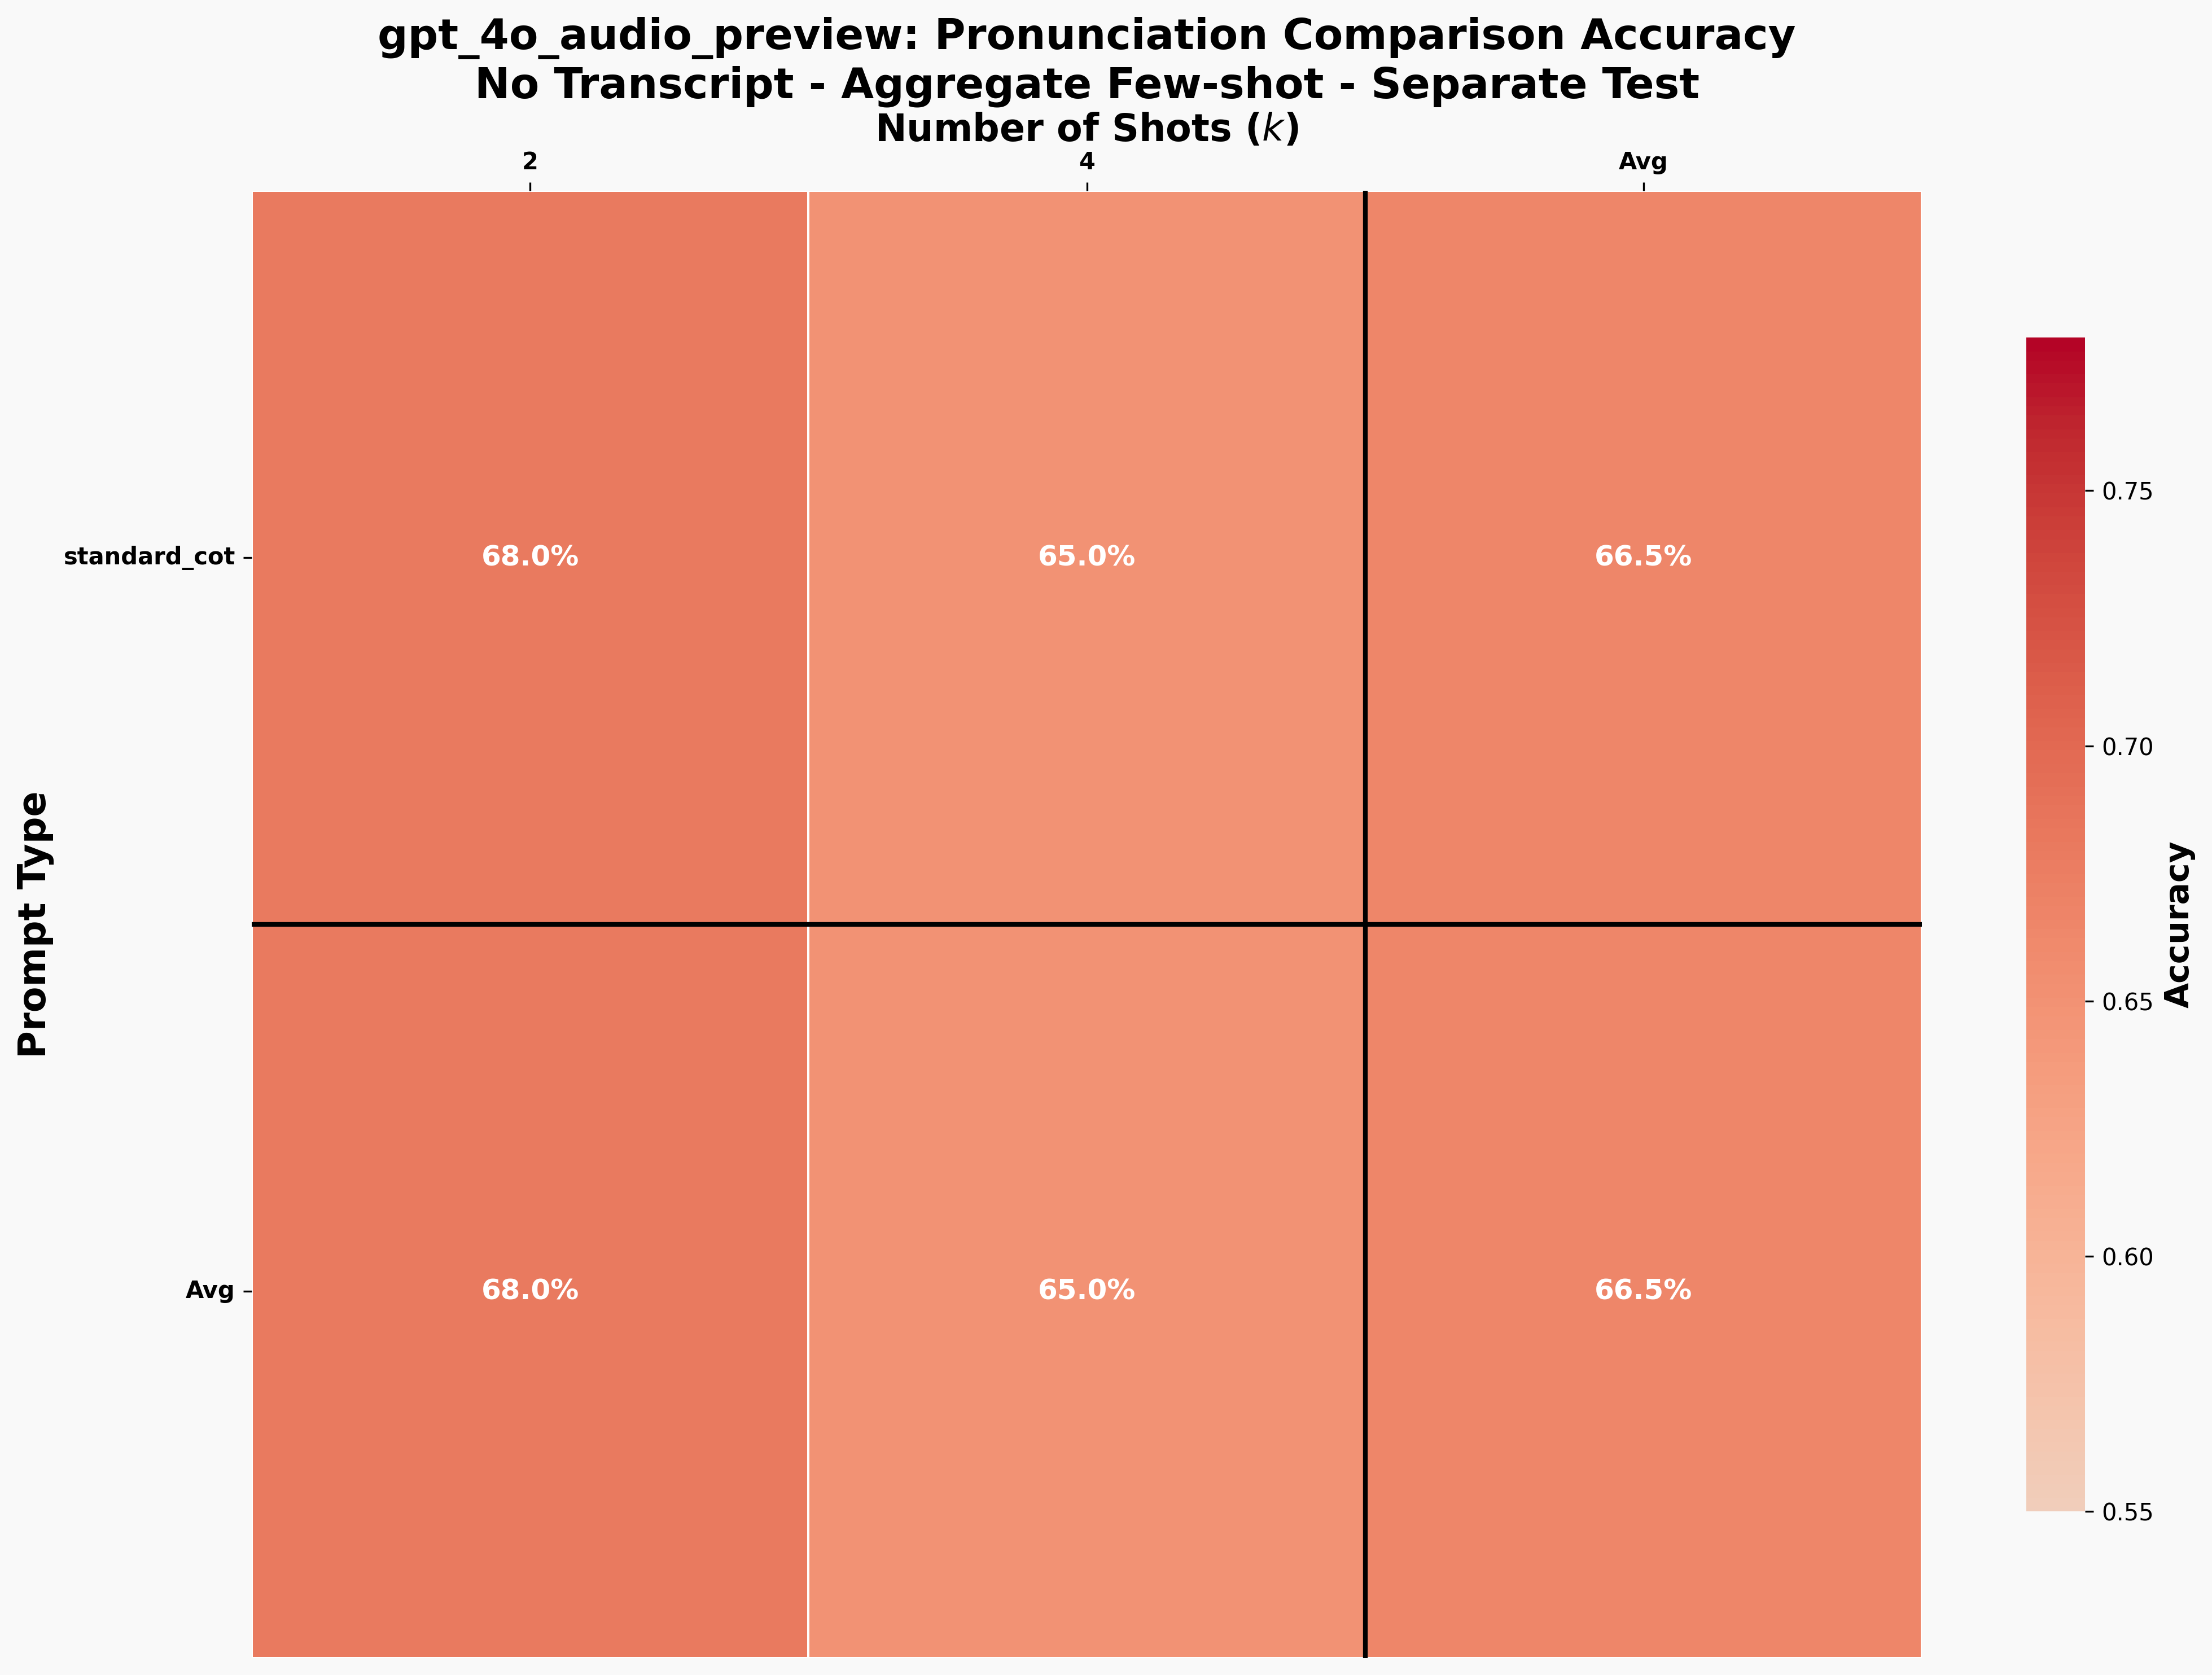 gpt_4o_audio_preview: Pronunciation Comparison Accuracy
No Transcript - Aggregate Few-shot - Separate Test
Number of Shots (k)
2 4 Avg
standard_cot 68.0% 65.0% 66.5%
Avg 68.0% 65.0% 66.5%
Prompt Type
0.75
0.70
0.65
0.60
0.55
Accuracy